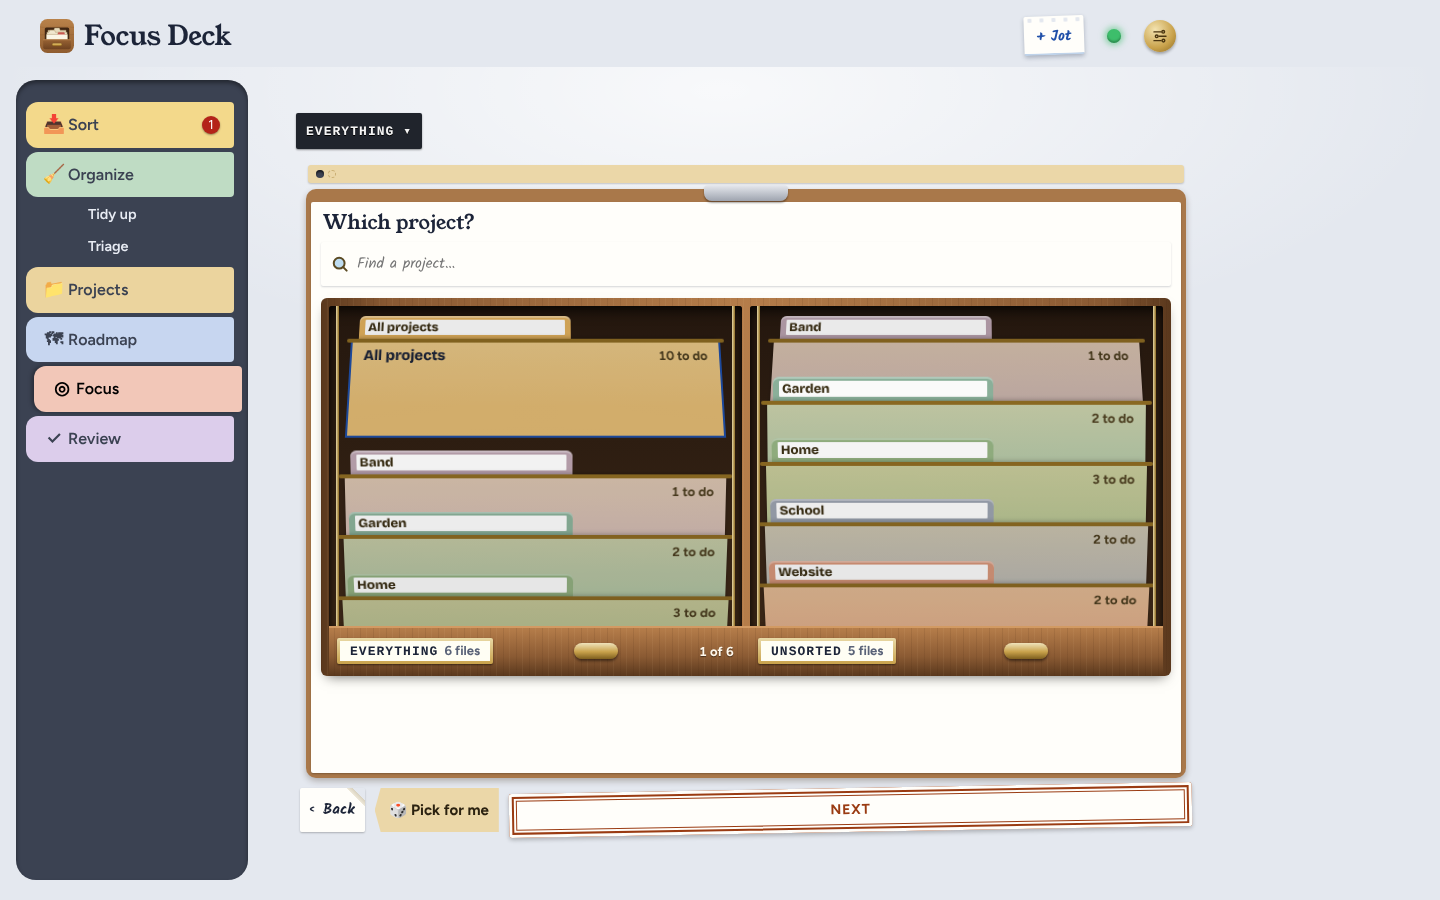 Focus Deck
+ Jot
Sort
1
Organize
Tidy up
Triage
Projects
Roadmap
Focus
Review
EVERYTHING ▾
Which project?
Find a project...
All projects
All projects
10 to do
Band
1 to do
Garden
2 to do
Home
3 to do
EVERYTHING 6 files
1 of 6
Band
1 to do
Garden
2 to do
Home
3 to do
School
2 to do
Website
2 to do
UNSORTED 5 files
‹ Back
Pick for me
NEXT